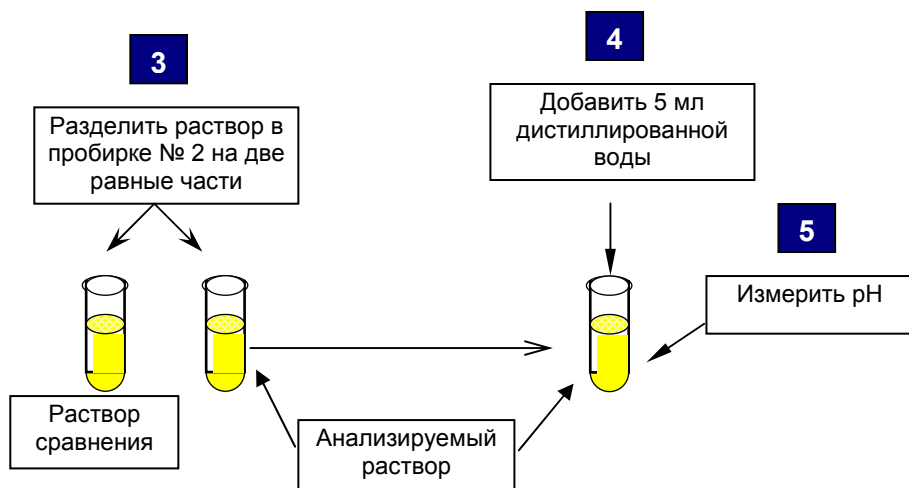 3
Разделить раствор в
пробирке № 2 на две
равные части
4
Добавить 5 мл
дистиллированной
воды
5
Измерить pH
Раствор
сравнения
Анализируемый
раствор